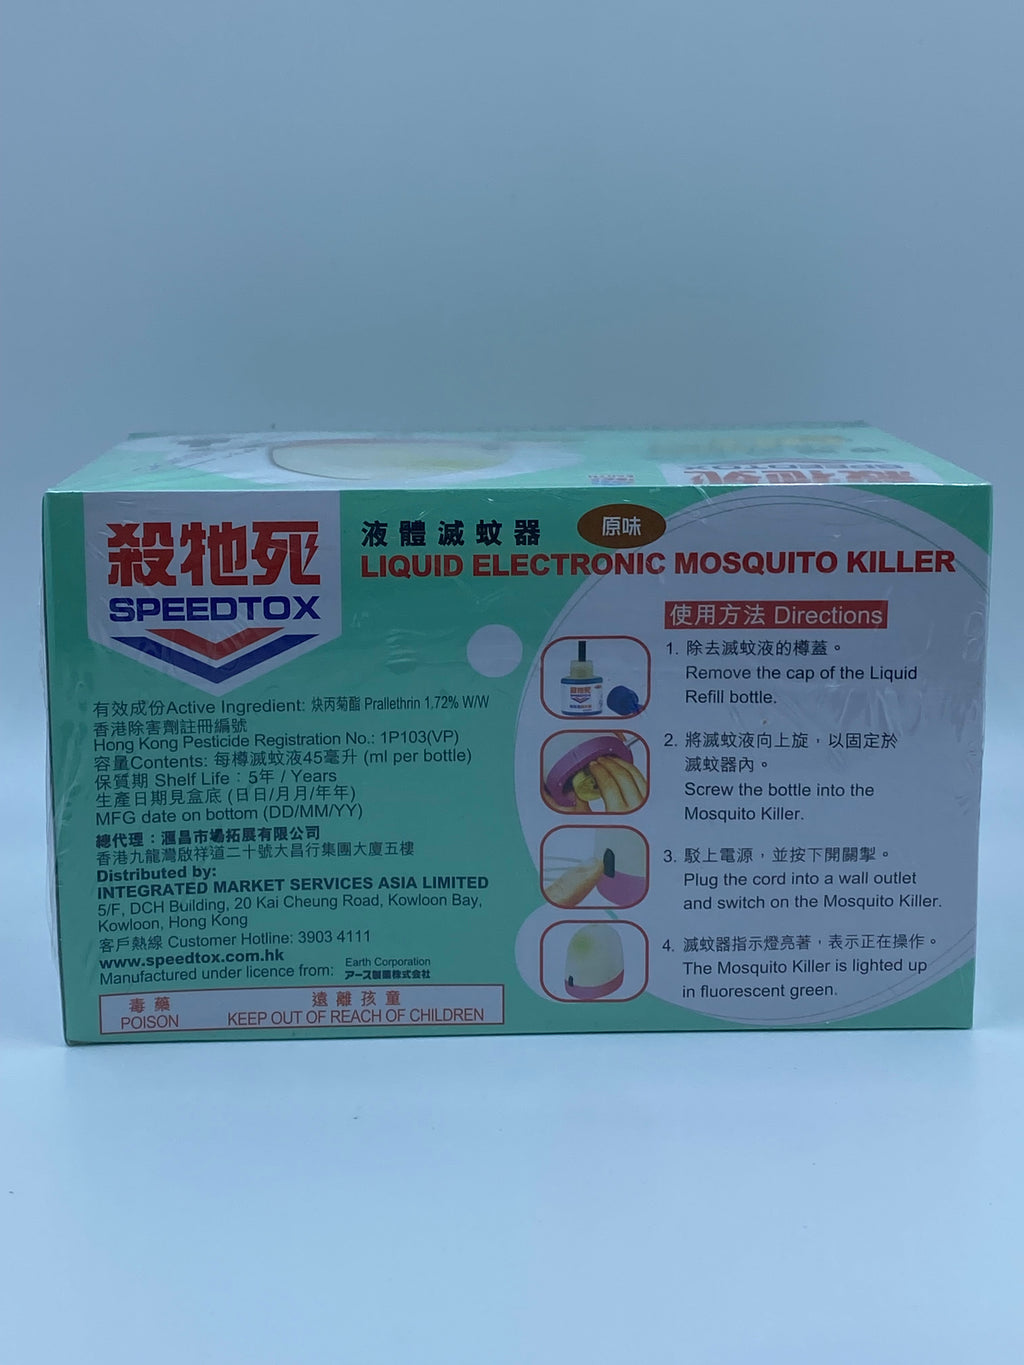 殺牠死
SPEEDTOX
液體滅蚊器
原味
LIQUID ELECTRONIC MOSQUITO KILLER
有效成份Active Ingredient: 炔丙菊酯 Prallethrin 1.72% W/W
香港除害劑註冊編號
Hong Kong Pesticide Registration No.: 1P103(VP)
容量Contents: 每樽滅蚊液45毫升 (ml per bottle)
保質期 Shelf Life：5年 / Years
生產日期見盒底 (日日/月月/年年)
MFG date on bottom (DD/MM/YY)
總代理：滙昌市場拓展有限公司
香港九龍灣啟祥道二十號大昌行集團大廈五樓
Distributed by:
INTEGRATED MARKET SERVICES ASIA LIMITED
5/F, DCH Building, 20 Kai Cheung Road, Kowloon Bay,
Kowloon, Hong Kong
客戶熱線 Customer Hotline: 3903 4111
www.speedtox.com.hk
Manufactured under licence from:
Earth Corporation
アース製薬株式会社
毒藥
POISON
遠離孩童
KEEP OUT OF REACH OF CHILDREN
使用方法 Directions
1. 除去滅蚊液的樽蓋。
Remove the cap of the Liquid
Refill bottle.
2. 將滅蚊液向上旋，以固定於
滅蚊器內。
Screw the bottle into the
Mosquito Killer.
3. 駁上電源，並按下開關掣。
Plug the cord into a wall outlet
and switch on the Mosquito Killer.
4. 滅蚊器指示燈亮著，表示正在操作。
The Mosquito Killer is lighted up
in fluorescent green.
殺牠死
SPEEDTOX
殺牠死
SPEEDTOX